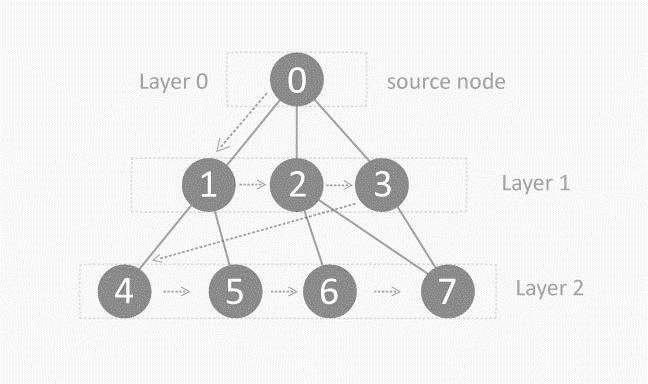 Layer 0 0 source node
1 2 3 Layer 1
4 5 6 7 Layer 2